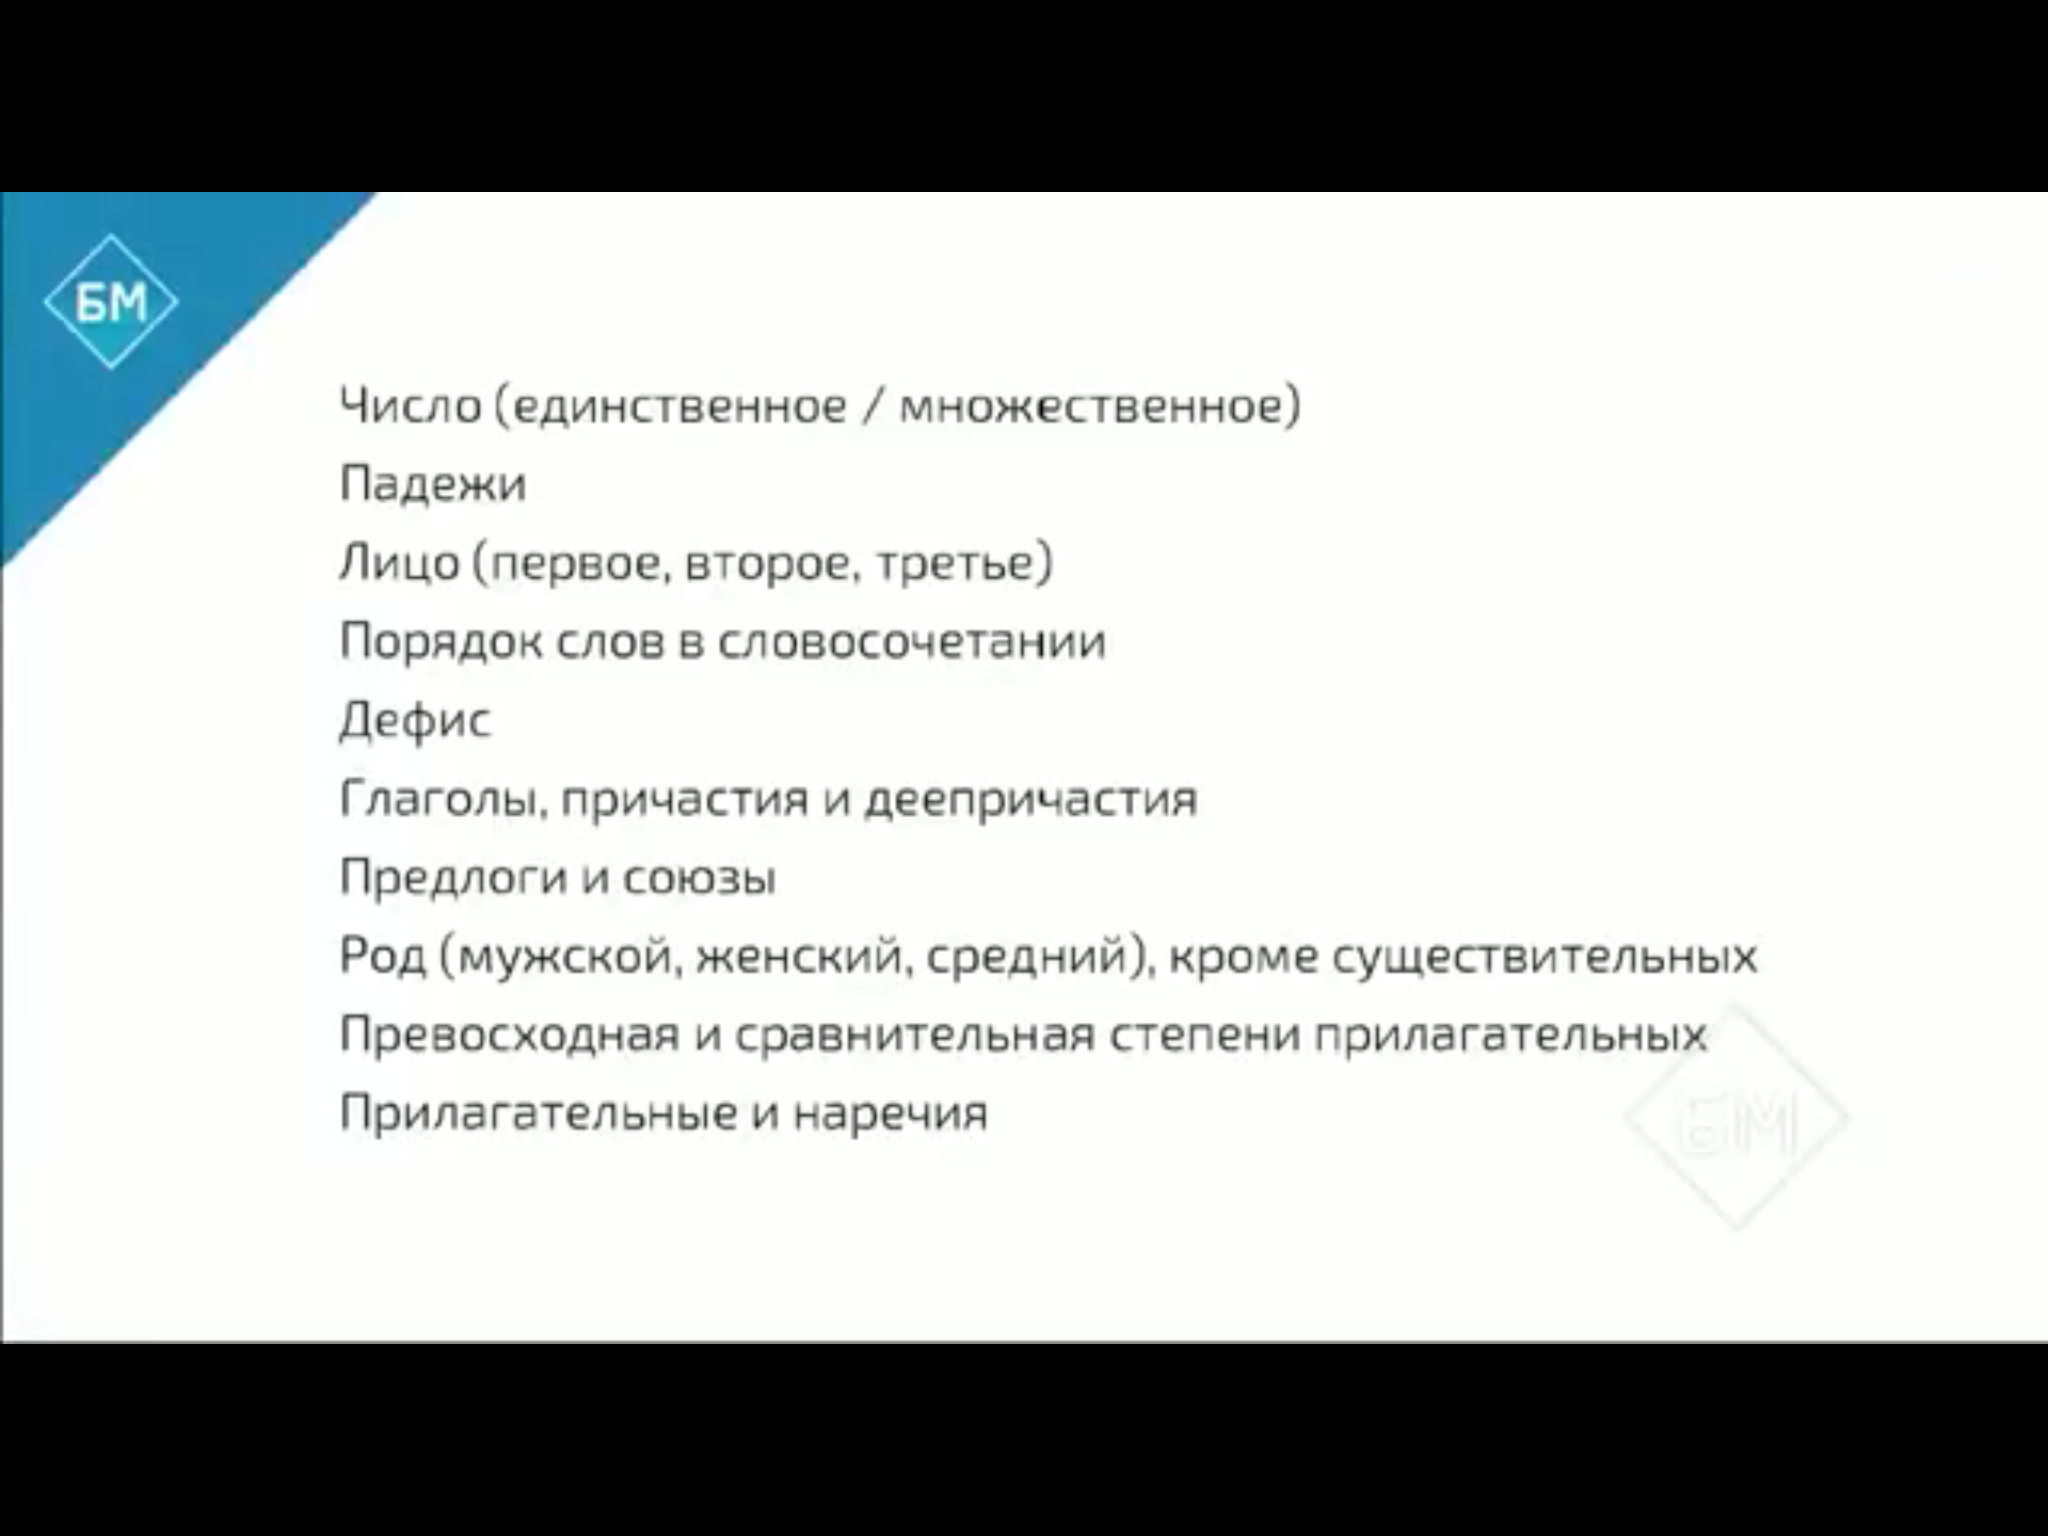 БМ
Число (единственное / множественное)
Падежи
Лицо (первое, второе, третье)
Порядок слов в словосочетании
Дефис
Глаголы, причастия и деепричастия
Предлоги и союзы
Род (мужской, женский, средний), кроме существительных
Превосходная и сравнительная степени прилагательных
Прилагательные и наречия
БМ